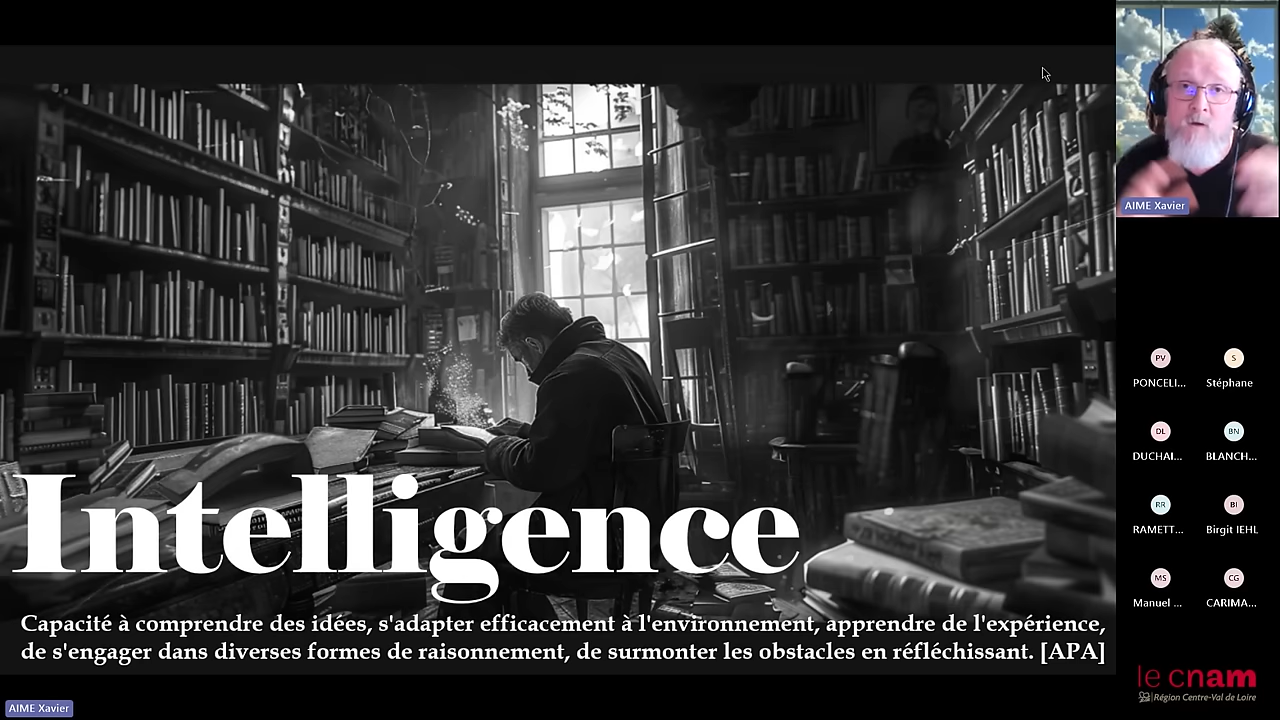 AIME Xavier
Intelligence
Capacité à comprendre des idées, s'adapter efficacement à l'environnement, apprendre de l'expérience,
de s'engager dans diverses formes de raisonnement, de surmonter les obstacles en réfléchissant. [APA]
AIME Xavier
PV
PONCELI...
S
Stéphane
DL
DUCHAI...
BN
BLANCH...
RR
RAMETT...
BI
Birgit IEHL
MS
Manuel ...
CG
CARIMA...
le cnam
Région Centre-Val de Loire